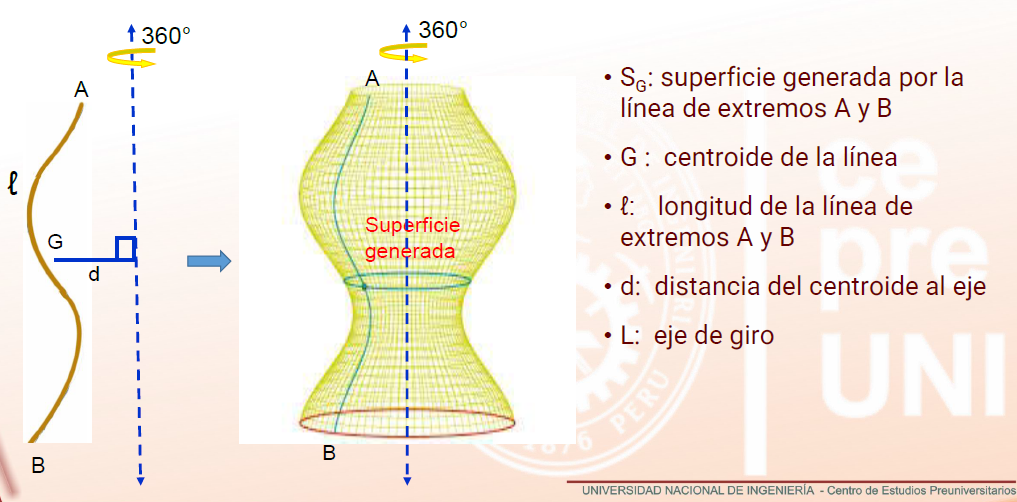 360°
A
ℓ
G
d
B
360°
A
Superficie
generada
B
• S_G: superficie generada por la
línea de extremos A y B
• G : centroide de la línea
• ℓ: longitud de la línea de
extremos A y B
• d: distancia del centroide al eje
• L: eje de giro
ce
pre
UNI
1876 PERU
UNIVERSIDAD NACIONAL DE INGENIERÍA - Centro de Estudios Preuniversitarios